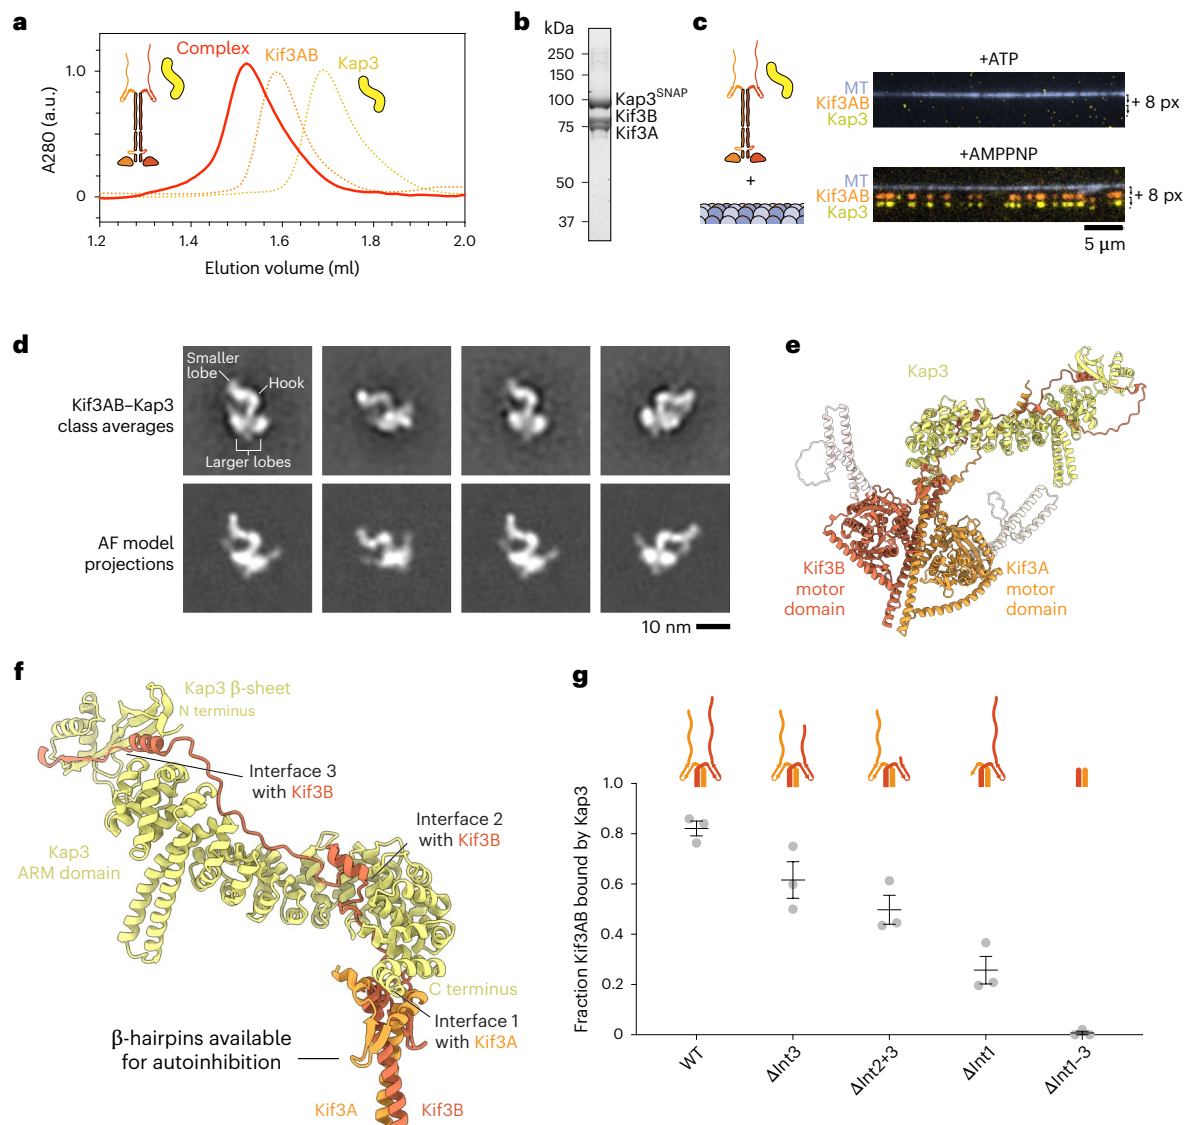 a
Complex
Kif3AB
Kap3
A280 (a.u.)
1.0
0
1.2
1.4
1.6
1.8
2.0
Elution volume (ml)
b
kDa
250
150
100
75
50
37
Kap3SNAP
Kif3B
Kif3A
c
+
+ATP
MT
Kif3AB
Kap3
+ 8 px
+AMPPNP
MT
Kif3AB
Kap3
+ 8 px
5 μm
d
Kif3AB–Kap3
class averages
Smaller
lobe
Hook
Larger lobes
AF model
projections
10 nm
e
Kap3
Kif3B
motor
domain
Kif3A
motor
domain
f
Kap3 β-sheet
N terminus
Interface 3
with Kif3B
Interface 2
with Kif3B
Kap3
ARM domain
C terminus
Interface 1
with Kif3A
β-hairpins available
for autoinhibition
Kif3A
Kif3B
g
Fraction Kif3AB bound by Kap3
1.0
0.8
0.6
0.4
0.2
0
WT
ΔInt3
ΔInt2+3
ΔInt1
ΔInt1–3